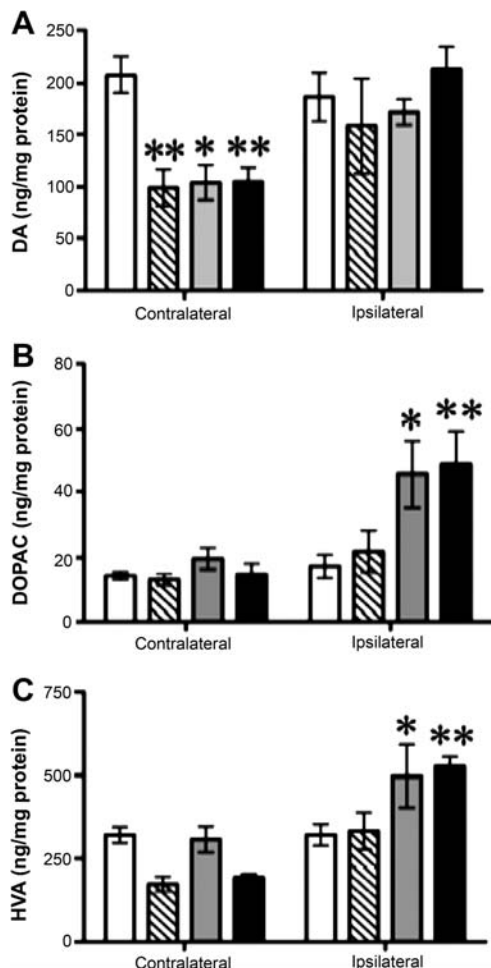 A
DA (ng/mg protein)
250
200
150
100
50
0
** * **
Contralateral Ipsilateral
B
DOPAC (ng/mg protein)
80
60
40
20
0
* **
Contralateral Ipsilateral
C
HVA (ng/mg protein)
750
500
250
0
* **
Contralateral Ipsilateral